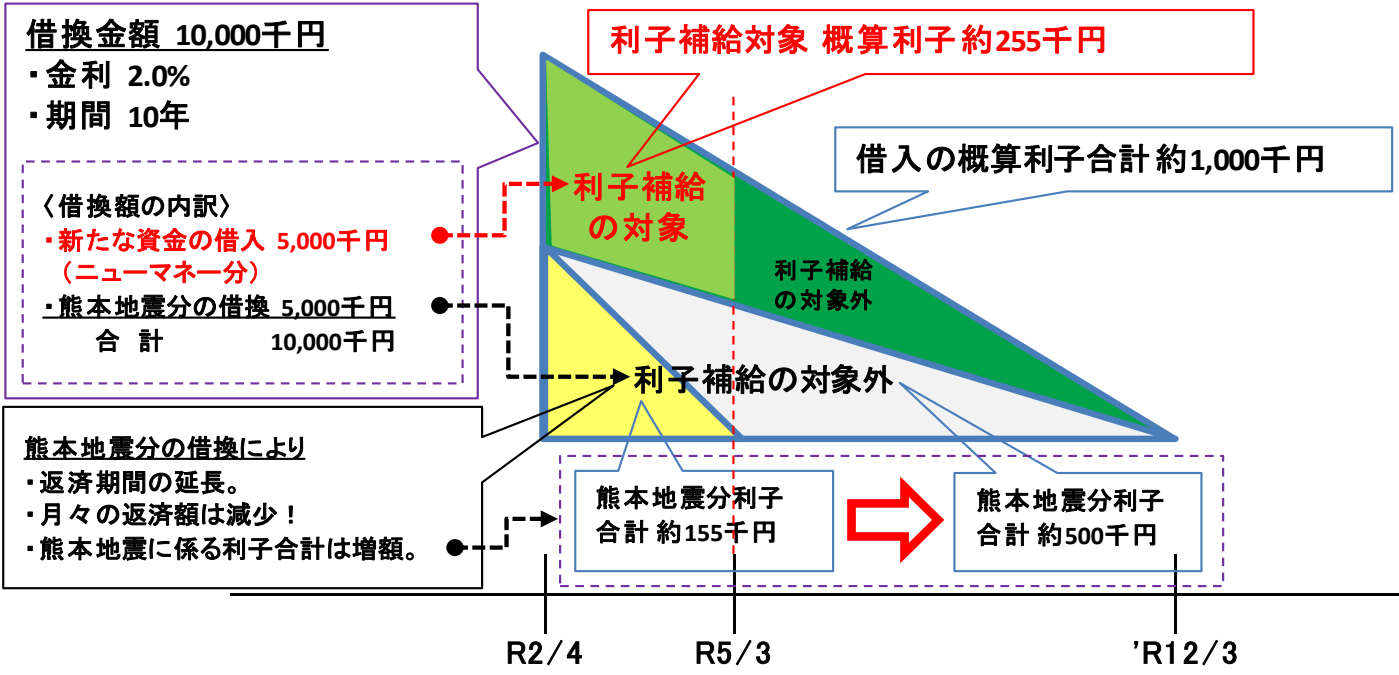 借換金額 10,000千円
・金利 2.0%
・期間 10年
〈借換額の内訳〉
・新たな資金の借入 5,000千円
（ニューマネー分）
・熊本地震分の借換 5,000千円
合 計 10,000千円
利子補給対象 概算利子 約255千円
借入の概算利子合計 約1,000千円
利子補給
の対象
利子補給
の対象外
利子補給の対象外
熊本地震分の借換により
・返済期間の延長。
・月々の返済額は減少！
・熊本地震に係る利子合計は増額。
熊本地震分利子
合計 約155千円
熊本地震分利子
合計 約500千円
R2/4
R5/3
'R12/3